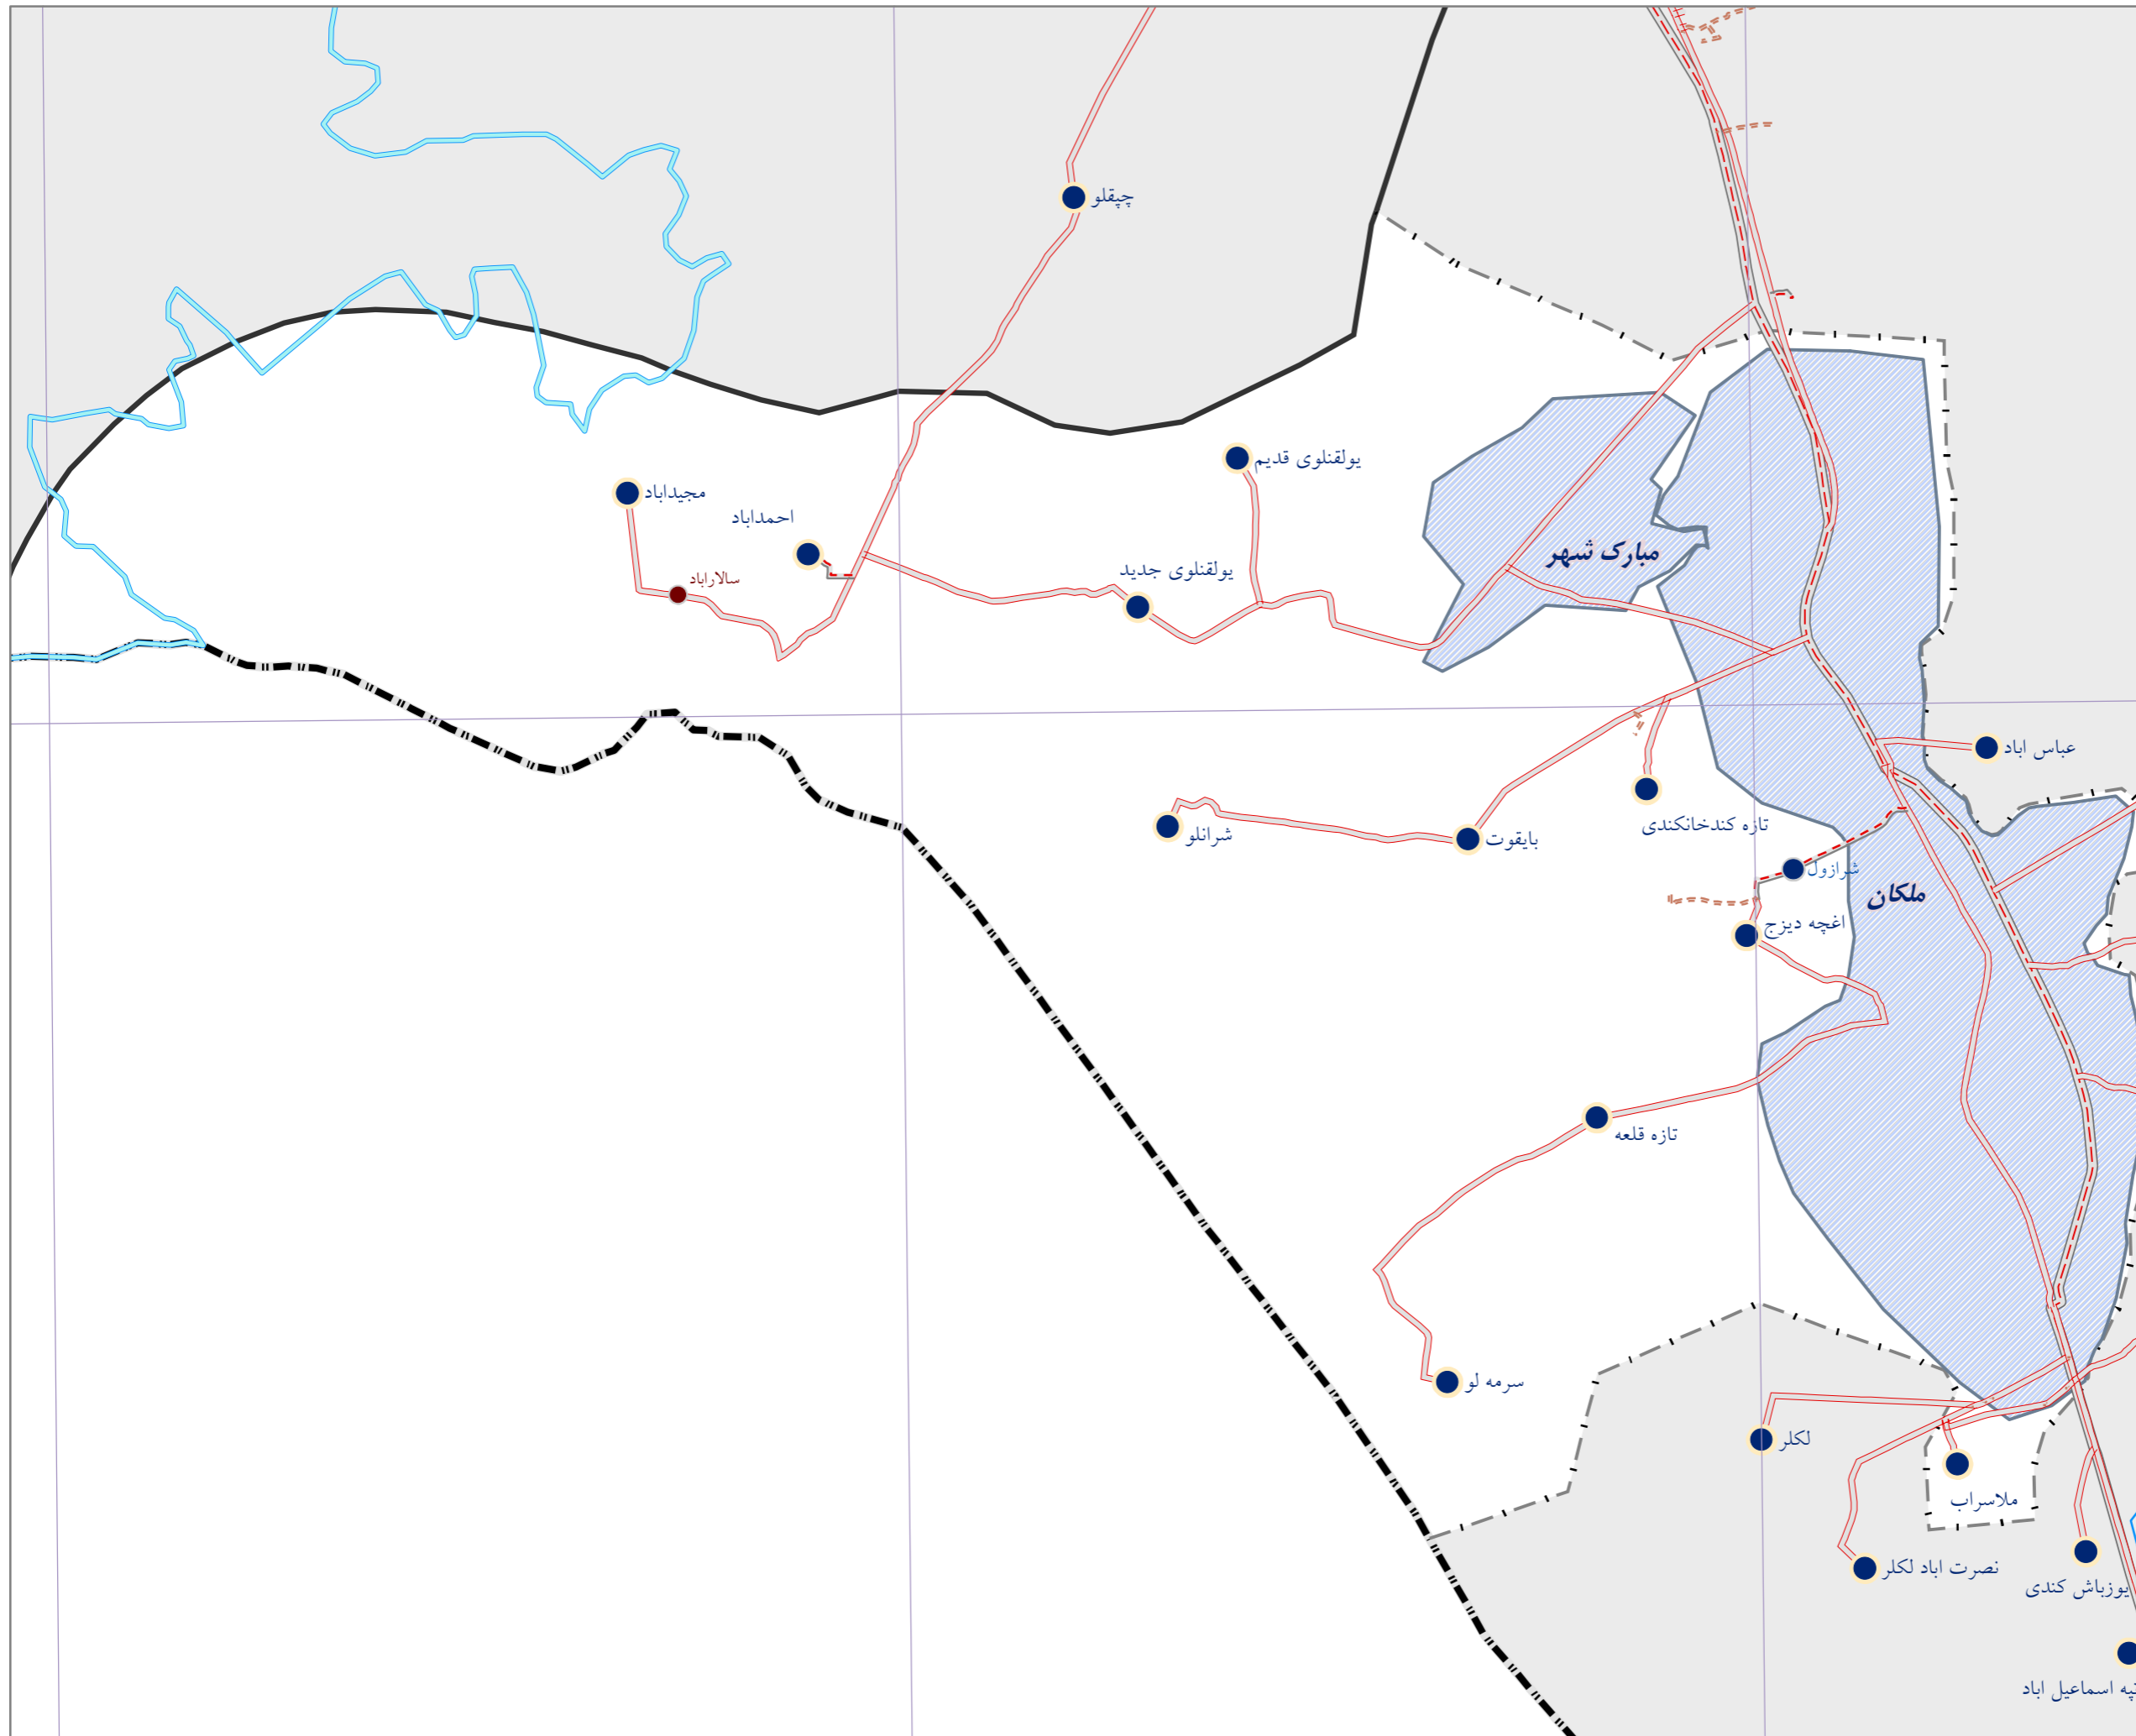 چپقلو
یولقنلوی قدیم
مجیداباد
احمداباد
مبارک شهر
یولقنلوی جدید
سالاراباد
عباس اباد
تازه کندخانکندی
شرانلو
بایقوت
شرازول
ملکان
اغچه دیزج
تازه قلعه
سرمه لو
لکلر
ملاسراب
نصرت اباد لکلر
یوزباش کندی
تپه اسماعیل اباد